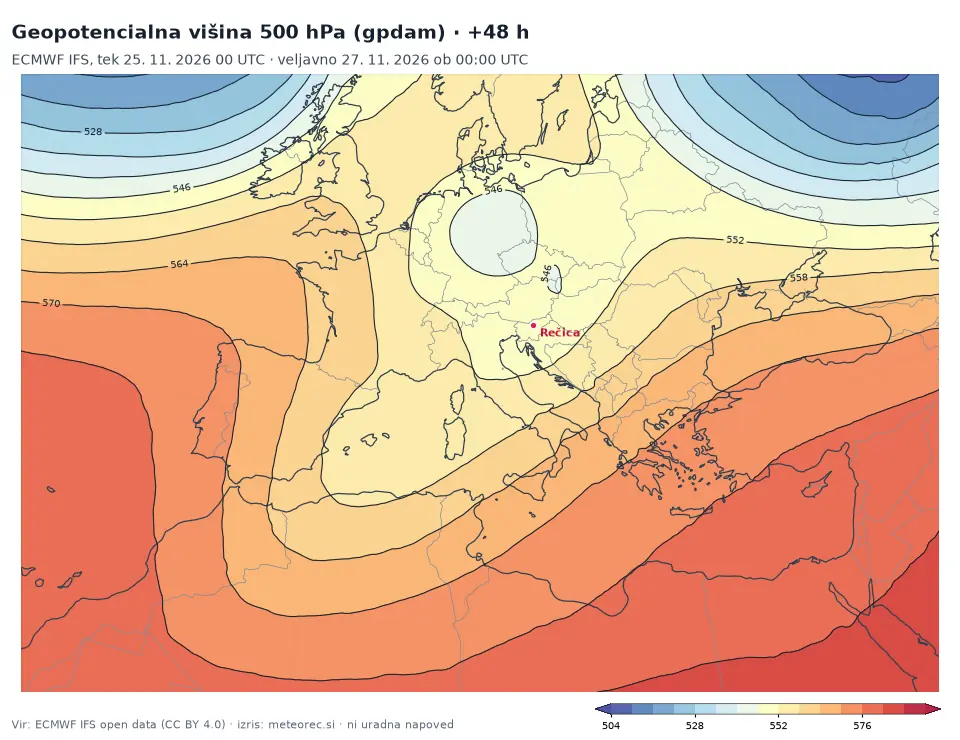 Geopotencialna višina 500 hPa (gpdam) · +48 h
ECMWF IFS, tek 25. 11. 2026 00 UTC · veljavno 27. 11. 2026 ob 00:00 UTC
528
546
546
552
564
546
558
570
Rečica
504 528 552 576
Vir: ECMWF IFS open data (CC BY 4.0) · izris: meteorec.si · ni uradna napoved